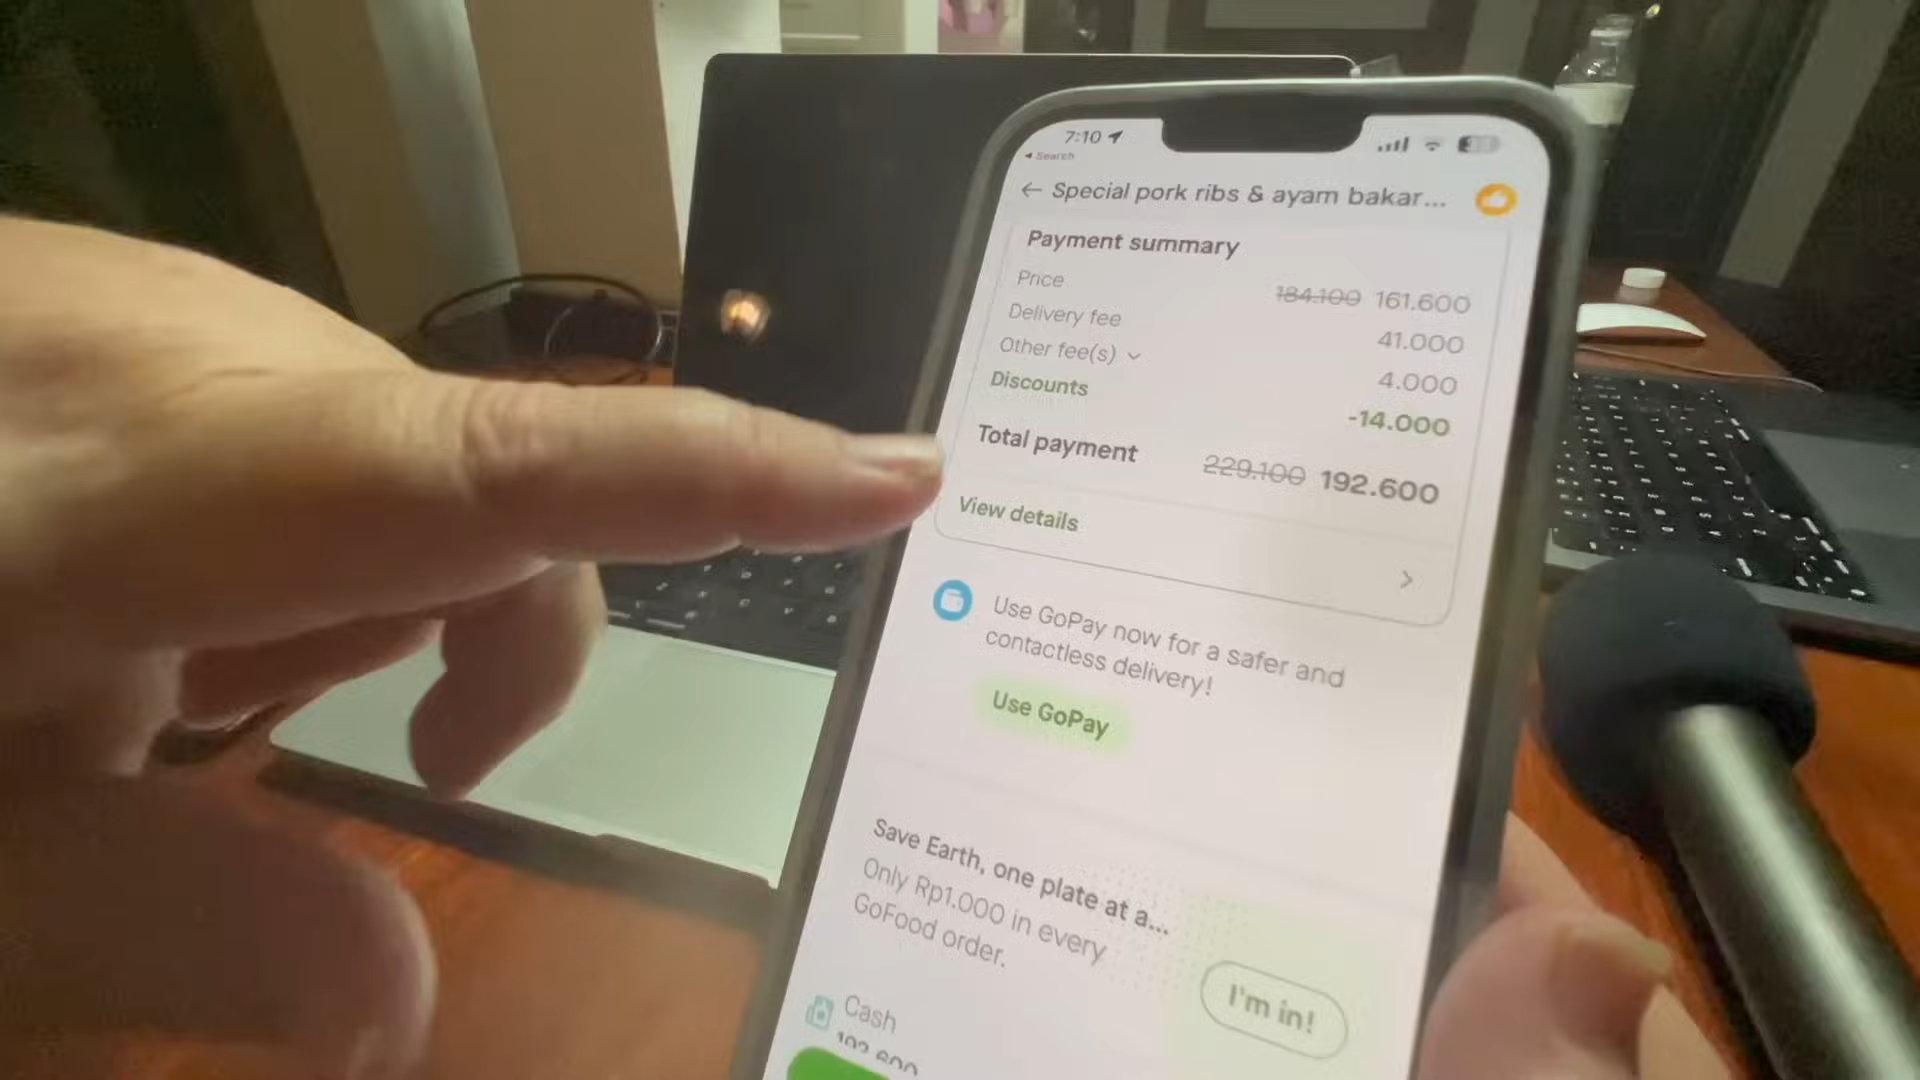 7:10
Search
Special pork ribs & ayam bakar...
Payment summary
Price 184.100 161.600
Delivery fee 41.000
Other fee(s) 4.000
Discounts -14.000
Total payment 229.100 192.600
View details
Use GoPay now for a safer and
contactless delivery!
Use GoPay
Save Earth, one plate at a...
Only Rp1.000 in every
GoFood order.
I'm in!
Cash
192.600